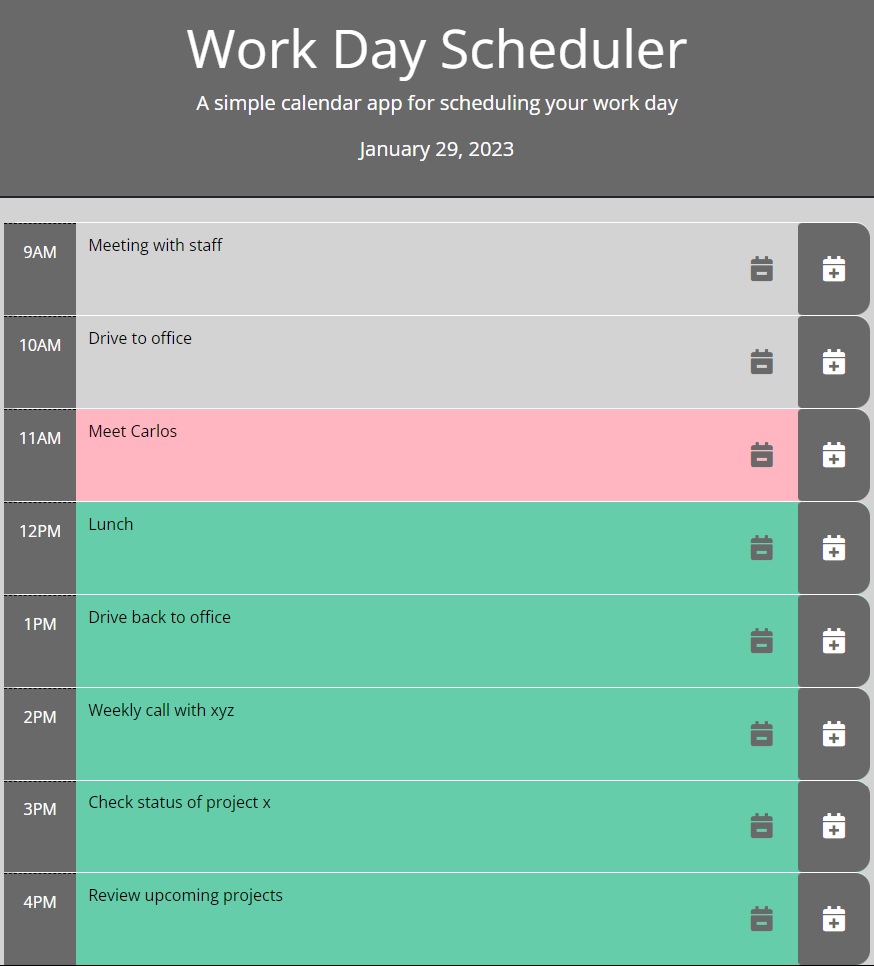 Work Day Scheduler
A simple calendar app for scheduling your work day
January 29, 2023
9AM Meeting with staff
10AM Drive to office
11AM Meet Carlos
12PM Lunch
1PM Drive back to office
2PM Weekly call with xyz
3PM Check status of project x
4PM Review upcoming projects